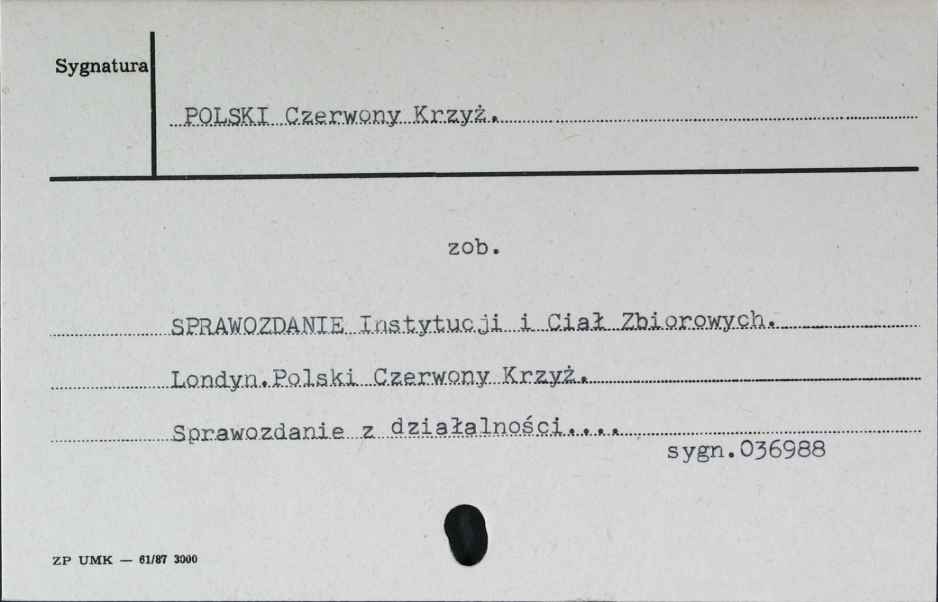 Sygnatura
POLSKI Czerwony Krzyż.
zob.
SPRAWOZDANIE Instytucji i Ciał Zbiorowych.
Londyn.Polski Czerwony Krzyż.
Sprawozdanie z działalności....
sygn.036988
ZP UMK — 61/87 3000